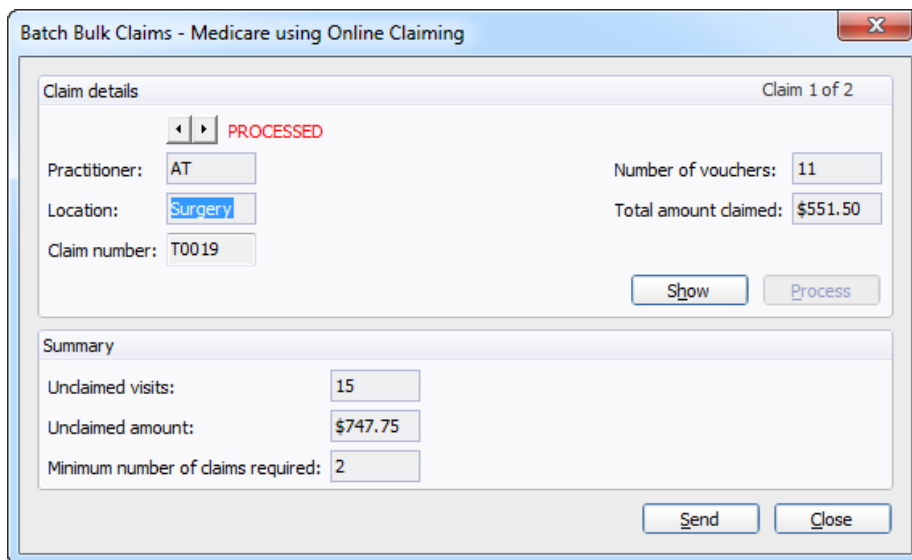 Batch Bulk Claims - Medicare using Online Claiming
Claim details Claim 1 of 2
PROCESSED
Practitioner: AT Number of vouchers: 11
Location: Surgery Total amount claimed: $551.50
Claim number: T0019
Show Process
Summary
Unclaimed visits: 15
Unclaimed amount: $747.75
Minimum number of claims required: 2
Send Close